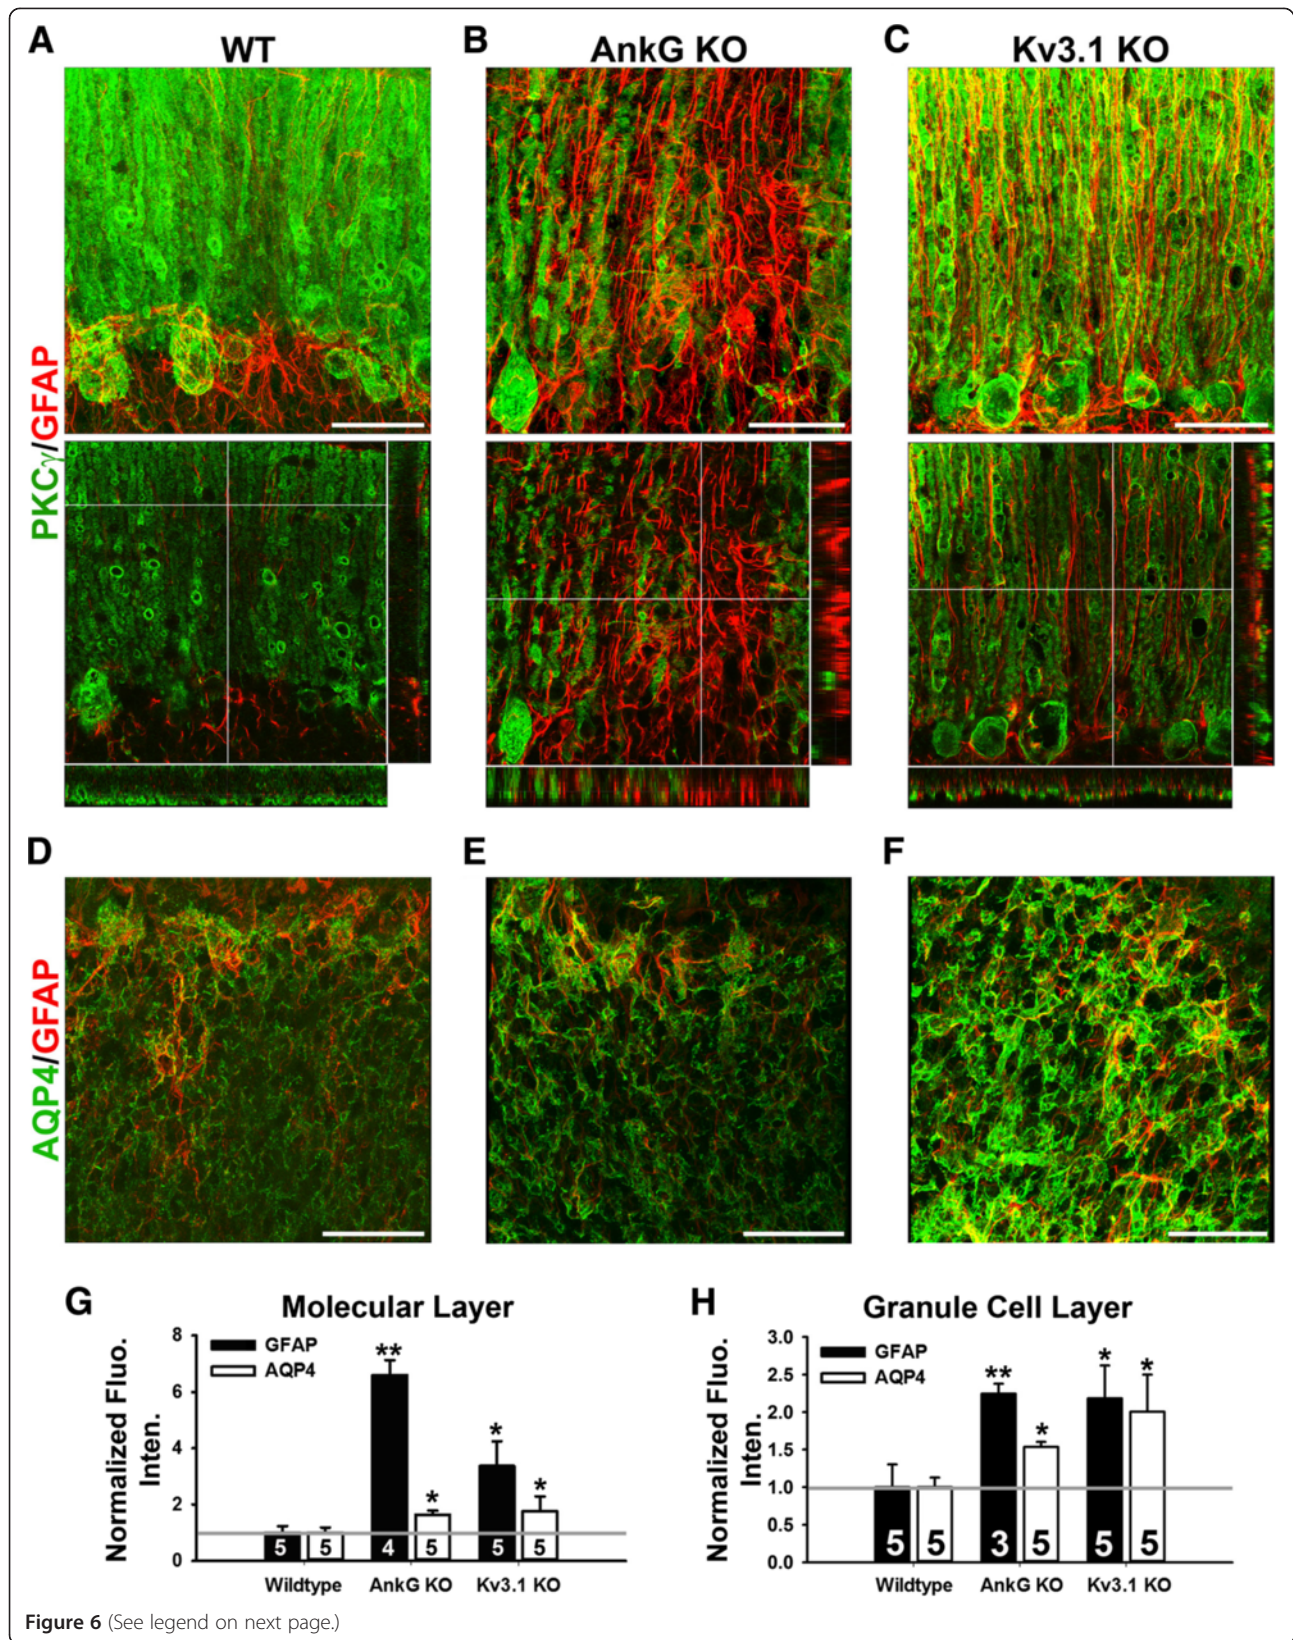 A WT
B AnkG KO
C Kv3.1 KO
PKCγ/GFAP
D
E
F
AQP4/GFAP
G Molecular Layer
Normalized Fluo.
Inten.
8
6
4
2
0
GFAP
AQP4
**
*
*
*
5 5 4 5 5 5
Wildtype AnkG KO Kv3.1 KO
H Granule Cell Layer
Normalized Fluo.
Inten.
3.0
2.5
2.0
1.5
1.0
0.5
0.0
GFAP
AQP4
**
*
*
*
5 5 3 5 5 5
Wildtype AnkG KO Kv3.1 KO
Figure 6 (See legend on next page.)